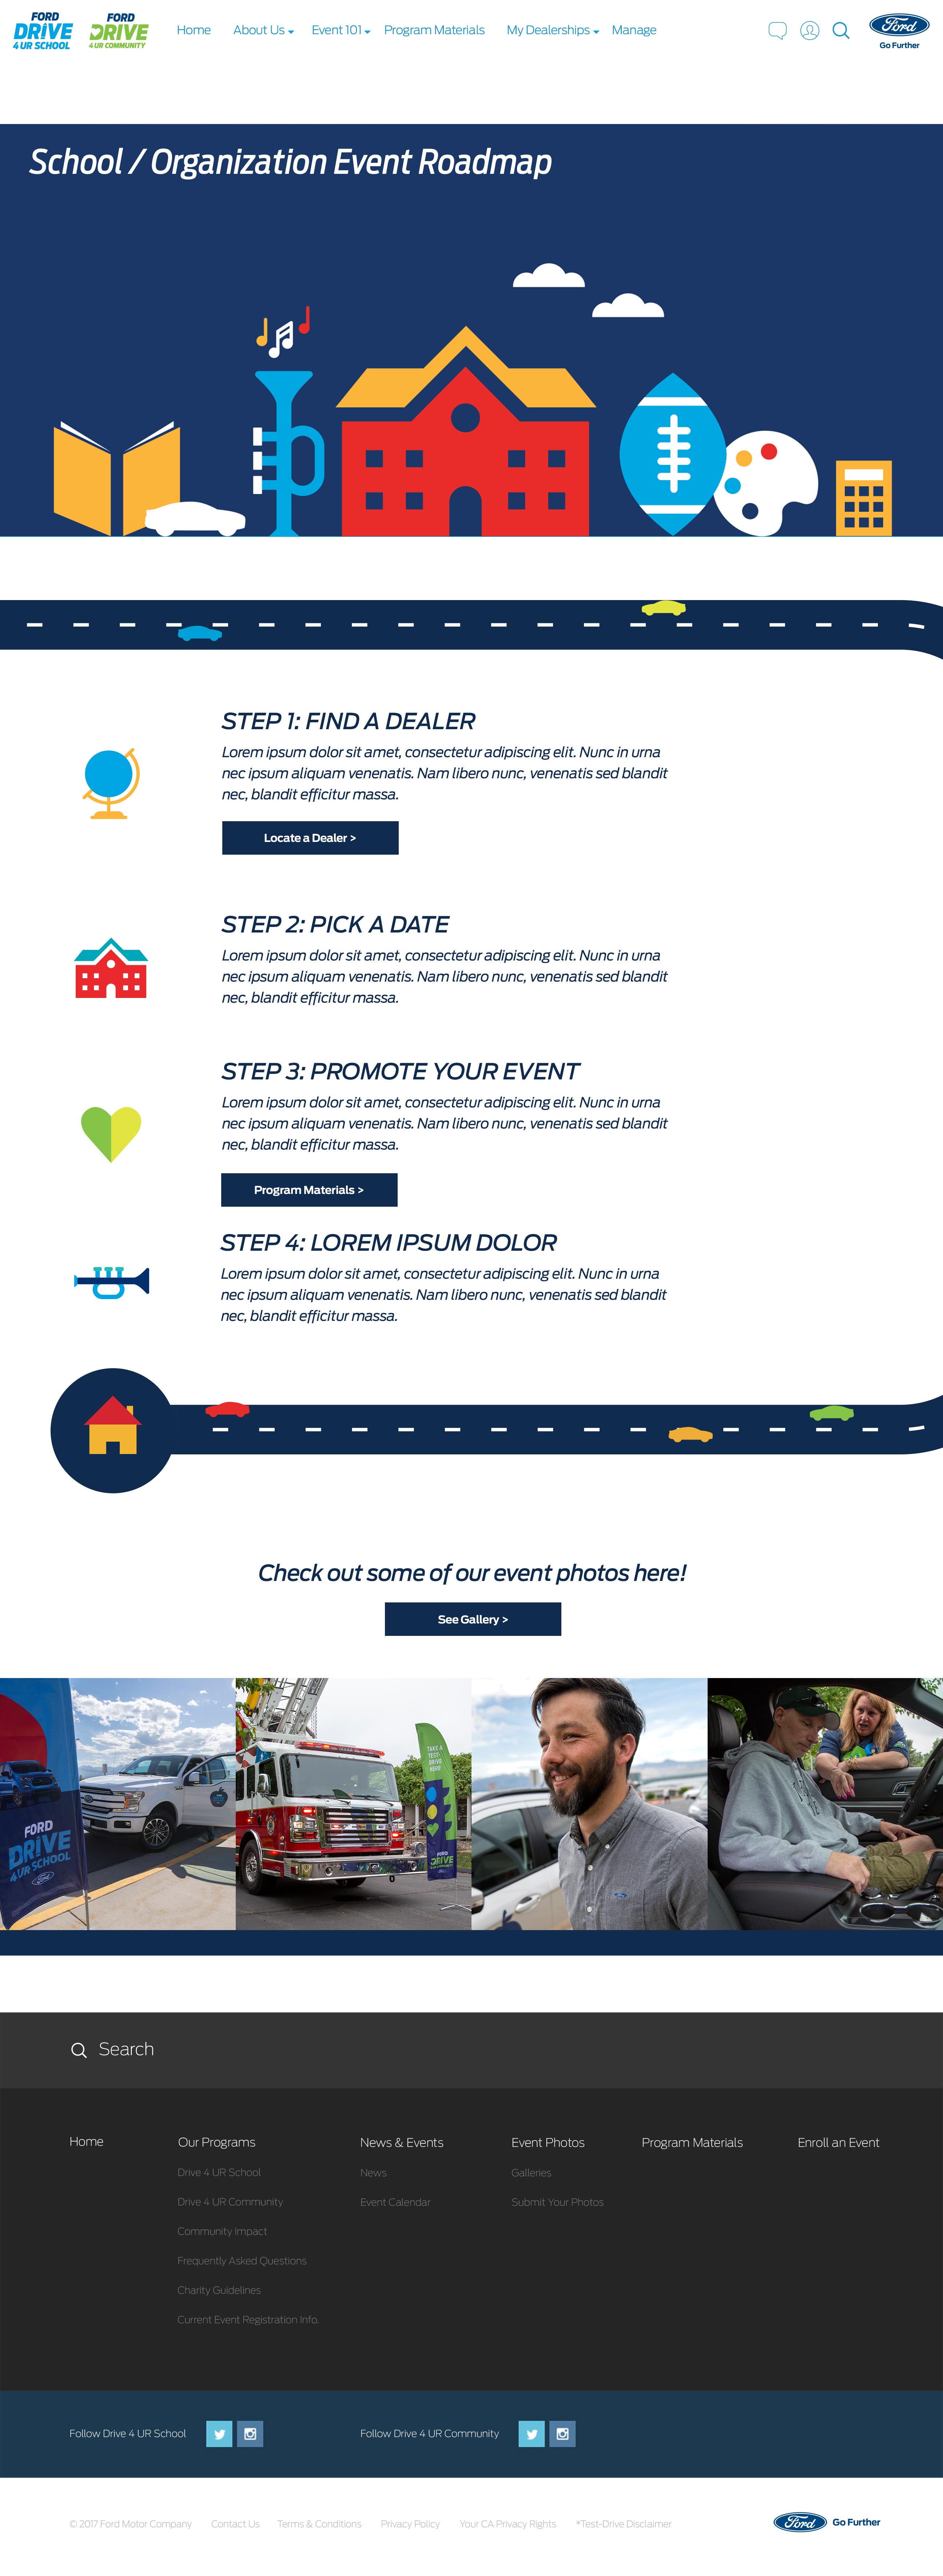 FORD
DRIVE
4 UR SCHOOL
FORD
DRIVE
4 UR COMMUNITY
Home About Us Event 101 Program Materials My Dealerships Manage
Ford
Go Further
School / Organization Event Roadmap
STEP 1: FIND A DEALER
Lorem ipsum dolor sit amet, consectetur adipiscing elit. Nunc in urna
nec ipsum aliquam venenatis. Nam libero nunc, venenatis sed blandit
nec, blandit efficitur massa.
Locate a Dealer >
STEP 2: PICK A DATE
Lorem ipsum dolor sit amet, consectetur adipiscing elit. Nunc in urna
nec ipsum aliquam venenatis. Nam libero nunc, venenatis sed blandit
nec, blandit efficitur massa.
STEP 3: PROMOTE YOUR EVENT
Lorem ipsum dolor sit amet, consectetur adipiscing elit. Nunc in urna
nec ipsum aliquam venenatis. Nam libero nunc, venenatis sed blandit
nec, blandit efficitur massa.
Program Materials >
STEP 4: LOREM IPSUM DOLOR
Lorem ipsum dolor sit amet, consectetur adipiscing elit. Nunc in urna
nec ipsum aliquam venenatis. Nam libero nunc, venenatis sed blandit
nec, blandit efficitur massa.
Check out some of our event photos here!
See Gallery >
FORD
DRIVE
4 UR SCHOOL
Ford
TAKE A
TEST-
DRIVE
HERE
FORD
DRIVE
Search
Home Our Programs News & Events Event Photos Program Materials Enroll an Event
Drive 4 UR School News Galleries
Drive 4 UR Community Event Calendar Submit Your Photos
Community Impact
Frequently Asked Questions
Charity Guidelines
Current Event Registration Info.
Follow Drive 4 UR School Follow Drive 4 UR Community
© 2017 Ford Motor Company Contact Us Terms & Conditions Privacy Policy Your CA Privacy Rights *Test-Drive Disclaimer
Ford Go Further